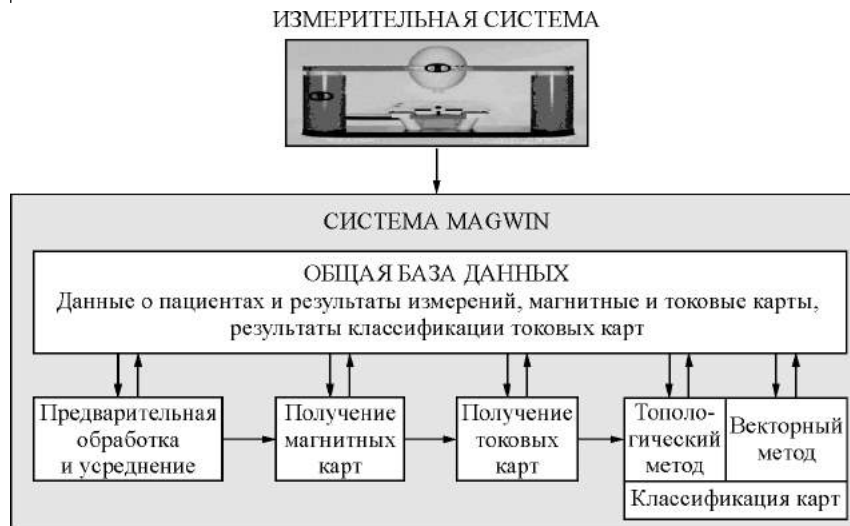 ИЗМЕРИТЕЛЬНАЯ СИСТЕМА
СИСТЕМА MAGWIN
ОБЩАЯ БАЗА ДАННЫХ
Данные о пациентах и результаты измерений, магнитные и токовые карты,
результаты классификации токовых карт
Предварительная
обработка
и усреднение
Получение
магнитных
карт
Получение
токовых
карт
Тополо-
гический
метод
Векторный
метод
Классификация карт